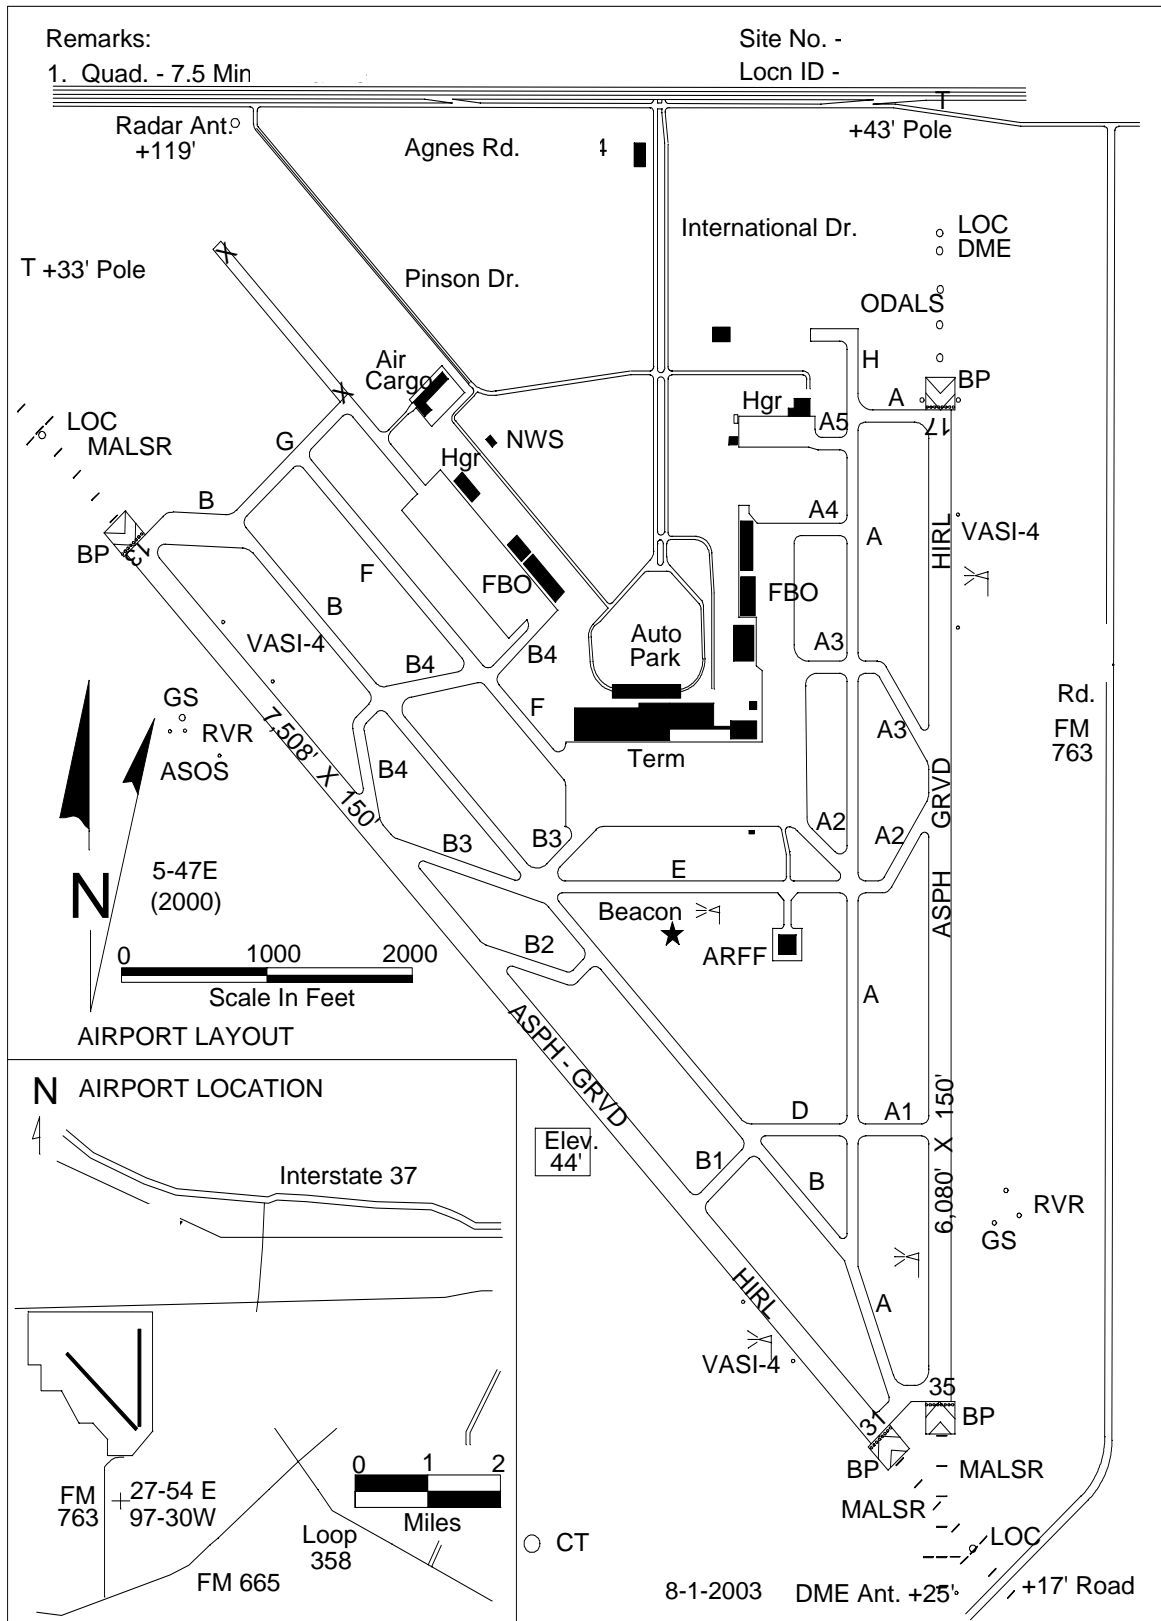 Remarks:
Site No. -
1. Quad. - 7.5 Min
Locn ID -
T
Radar Ant.
+119'
Agnes Rd.
+43' Pole
International Dr.
LOC
DME
T +33' Pole
Pinson Dr.
ODALS
X
H
Air
Cargo
X
BP
A
LOC
Hgr
A5
17
MALSR
G
NWS
Hgr
B
A4
A
HIRL
VASI-4
13
BP
F
FBO
FBO
B
VASI-4
B4
B4
Auto
Park
A3
GS
RVR
ASOS
7,508' X 150'
F
Term
A3
Rd.
FM
763
B4
GRVD
B3
B3
A2
A2
N
5-47E
(2000)
E
ASPH
Beacon
ARFF
B2
0 1000 2000
Scale In Feet
A
AIRPORT LAYOUT
ASPH - GRVD
N AIRPORT LOCATION
D
A1
6,080' X 150'
Elev.
44'
B1
B
Interstate 37
RVR
GS
HIRL
A
VASI-4
35
31
BP
BP
MALSR
MALSR
0 1 2
Miles
FM
763
27-54 E
97-30W
Loop
358
FM 665
CT
LOC
8-1-2003
DME Ant. +25'
+17' Road